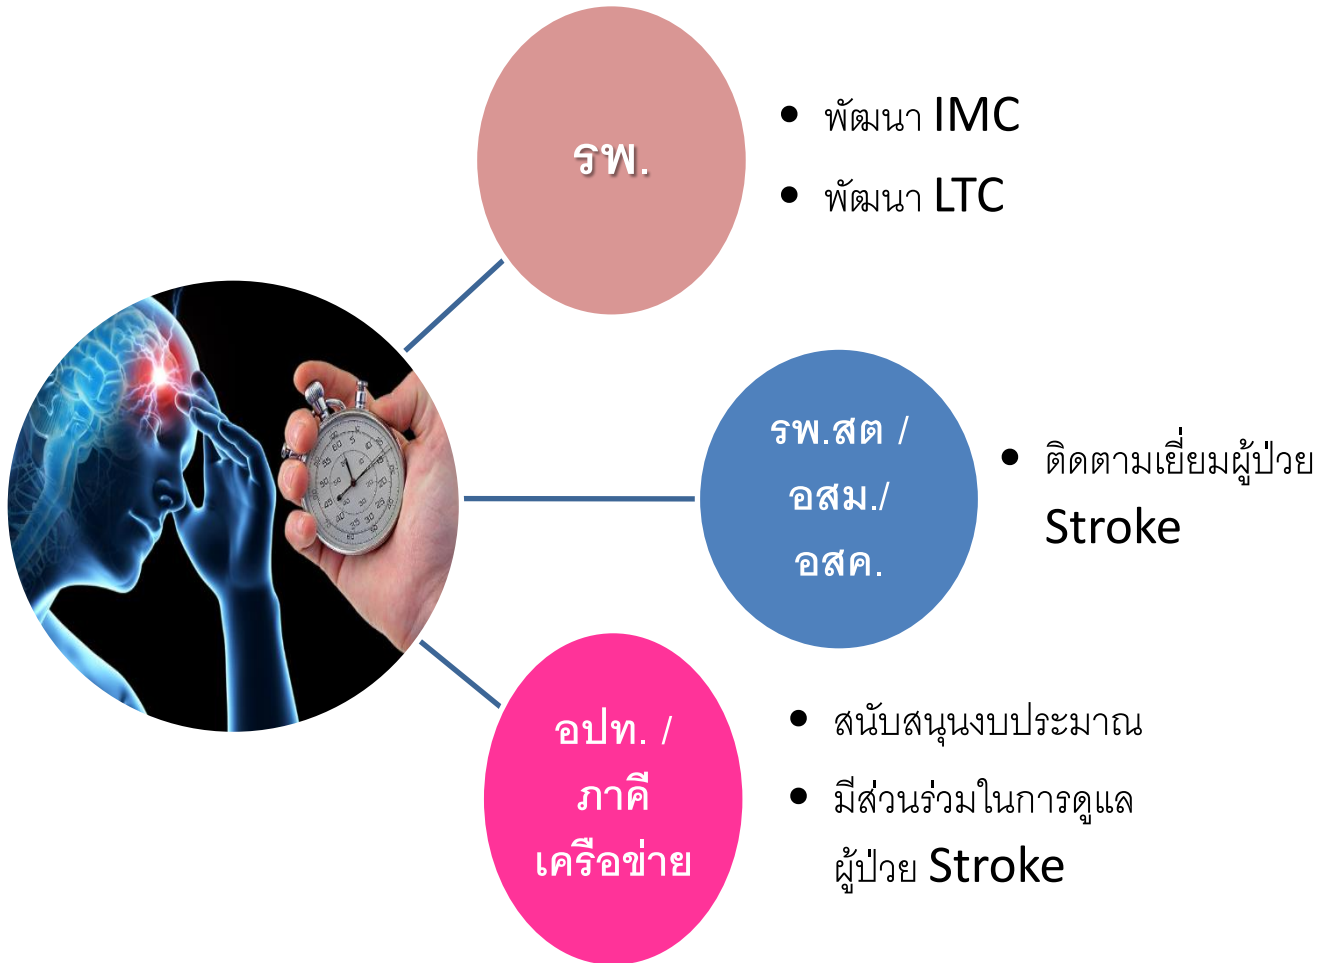 รพ.
• พัฒนา IMC
• พัฒนา LTC
รพ.สต /
อสม./
อสค.
• ติดตามเยี่ยมผู้ป่วย
Stroke
อปท. /
ภาคี
เครือข่าย
• สนับสนุนงบประมาณ
• มีส่วนร่วมในการดูแล
ผู้ป่วย Stroke